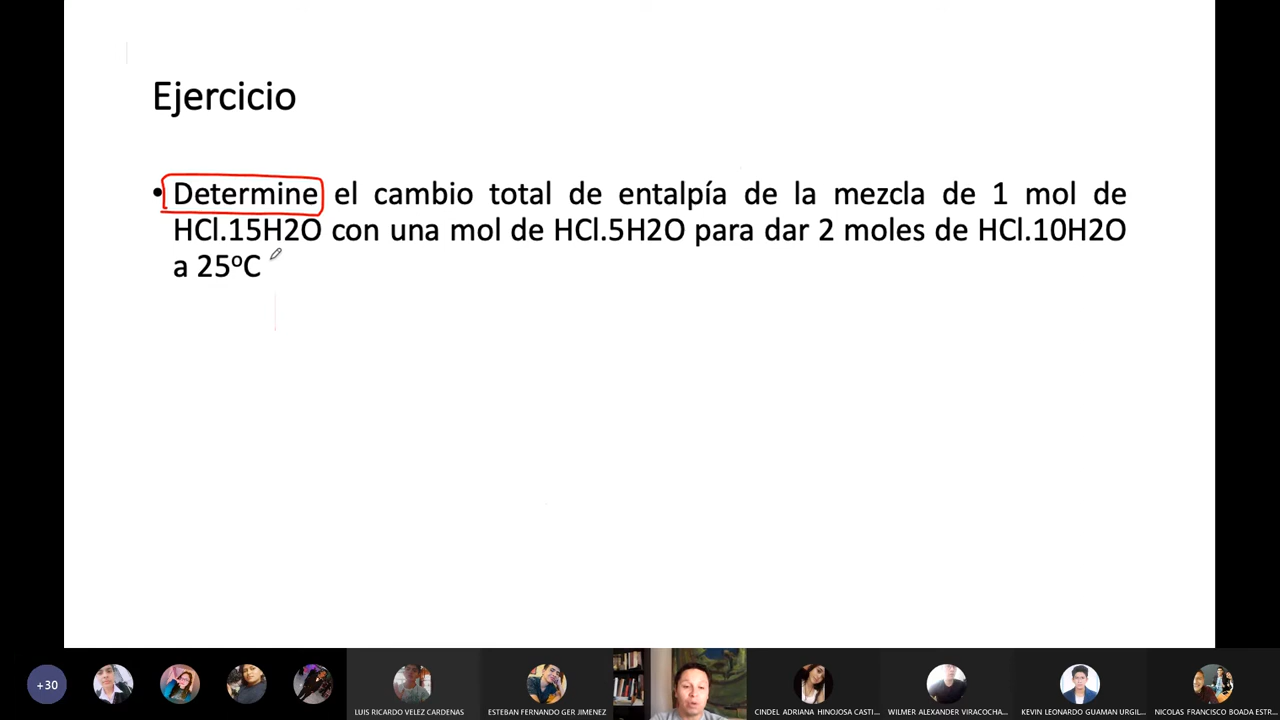 Ejercicio
• Determine el cambio total de entalpía de la mezcla de 1 mol de
HCl.15H2O con una mol de HCl.5H2O para dar 2 moles de HCl.10H2O
a 25ºC
+30
LUIS RICARDO VELEZ CARDENAS
ESTEBAN FERNANDO GER JIMENEZ
CINDEL ADRIANA HINOJOSA CASTI...
WILMER ALEXANDER VIRACOCHA...
KEVIN LEONARDO GUAMAN URGIL...
NICOLAS FRANCISCO BOADA ESTR...